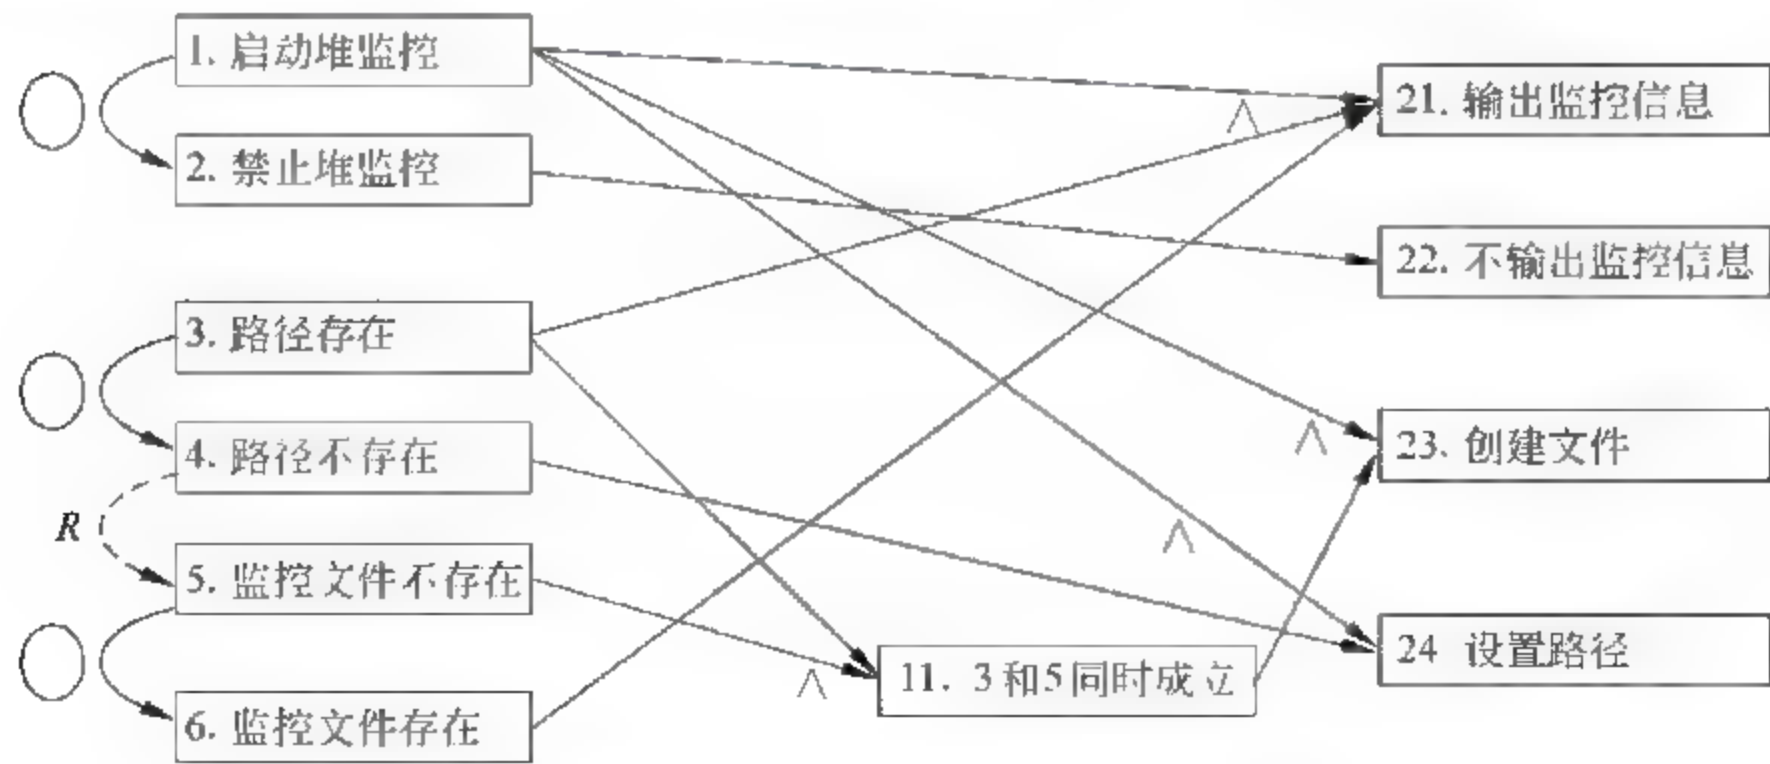 1. 启动堆监控
2. 禁止堆监控
3. 路径存在
4. 路径不存在
R
5. 监控文件不存在
6. 监控文件存在
∧
∧
∧
∧
11. 3和5同时成立
21. 输出监控信息
22. 不输出监控信息
23. 创建文件
24 设置路径